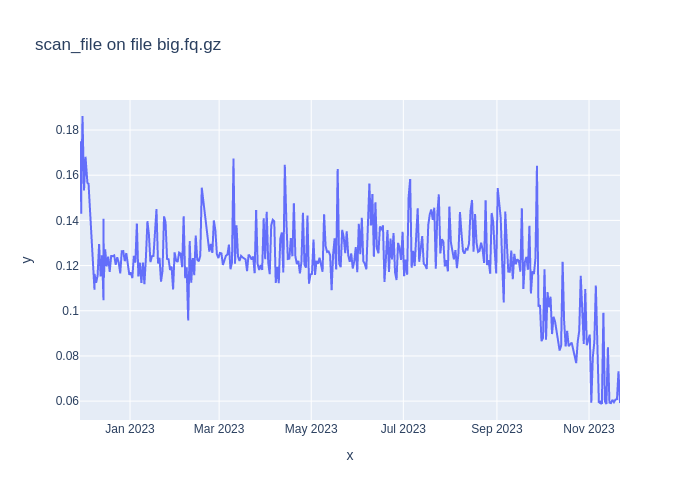 scan_file on file big.fq.gz
y
0.18
0.16
0.14
0.12
0.1
0.08
0.06
Jan 2023
Mar 2023
May 2023
Jul 2023
Sep 2023
Nov 2023
x